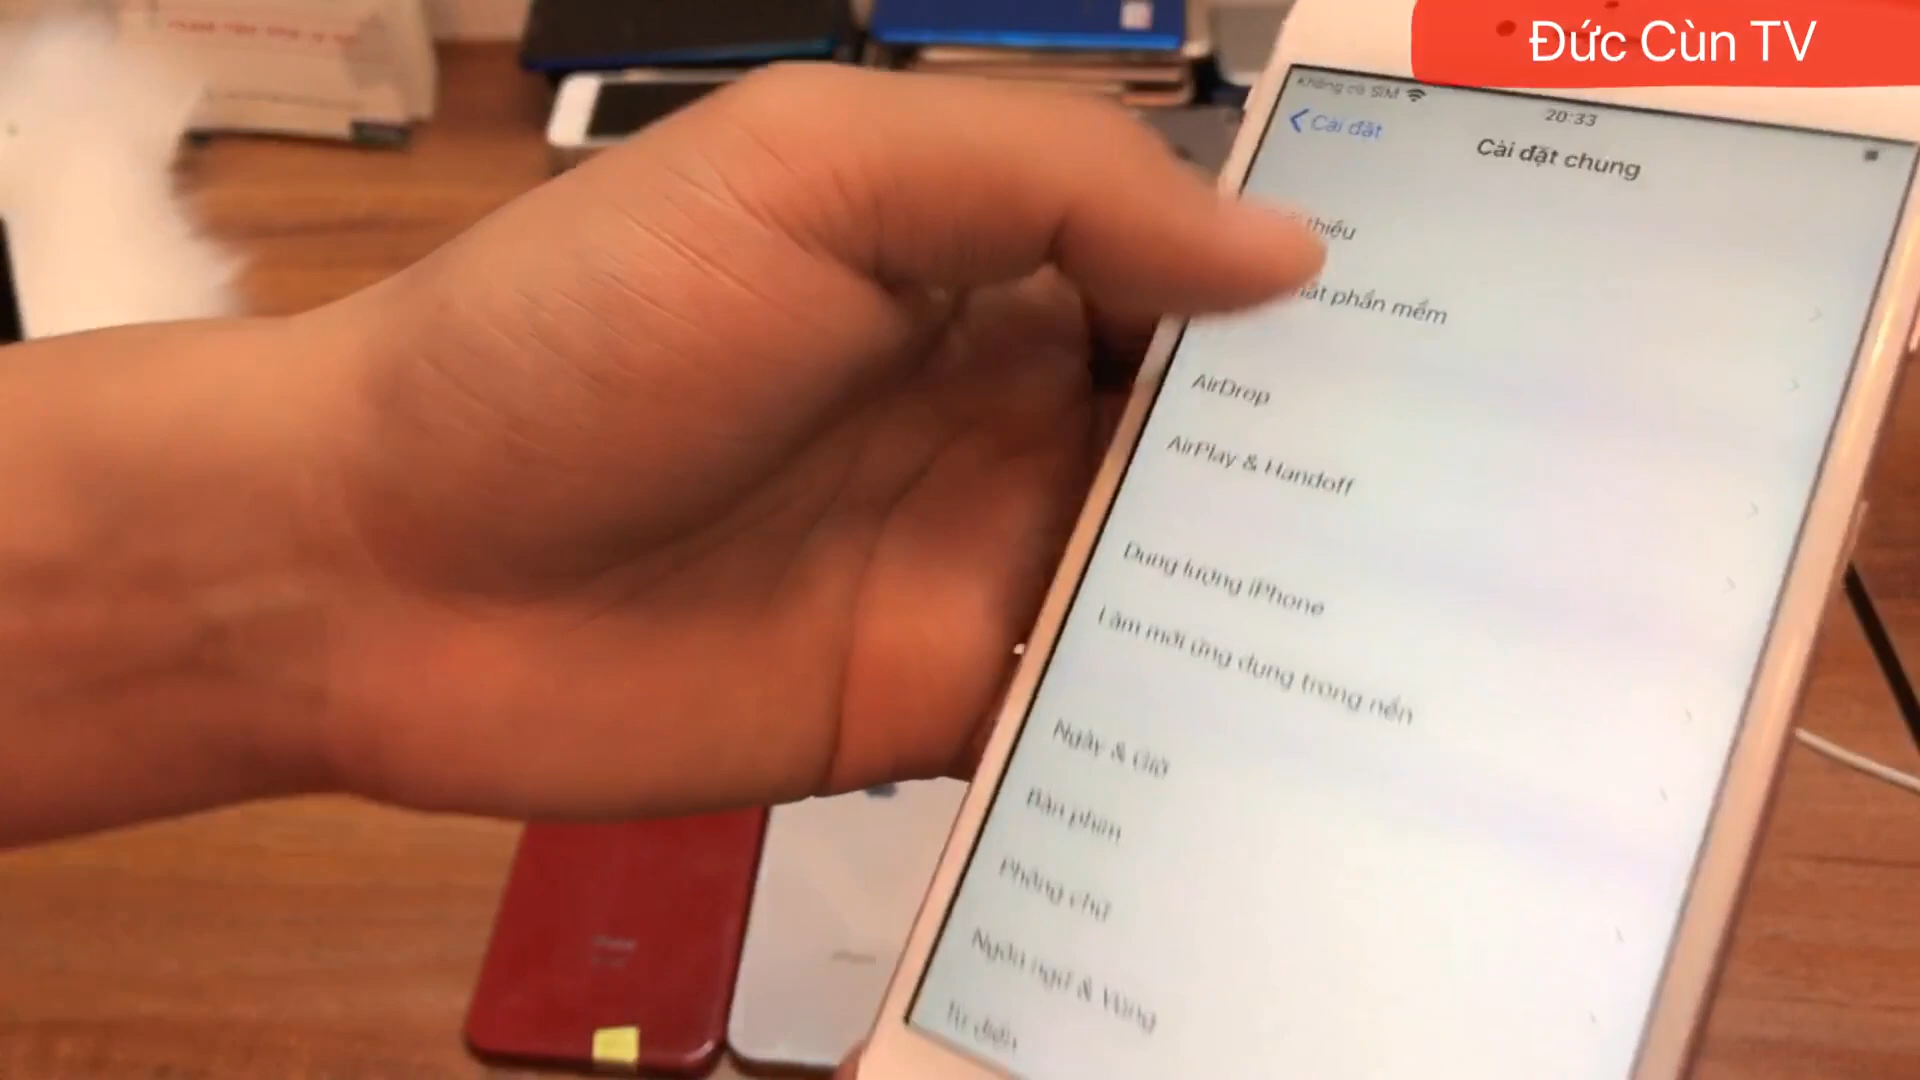 Đức Cùn TV
Không có SIM
20:33
Cài đặt
Cài đặt chung
thiệu
nhật phần mềm
AirDrop
AirPlay & Handoff
Dung lượng iPhone
Làm mới ứng dụng trong nền
Ngày & Giờ
Bàn phím
Phông chữ
Ngôn ngữ & Vùng
Từ điển